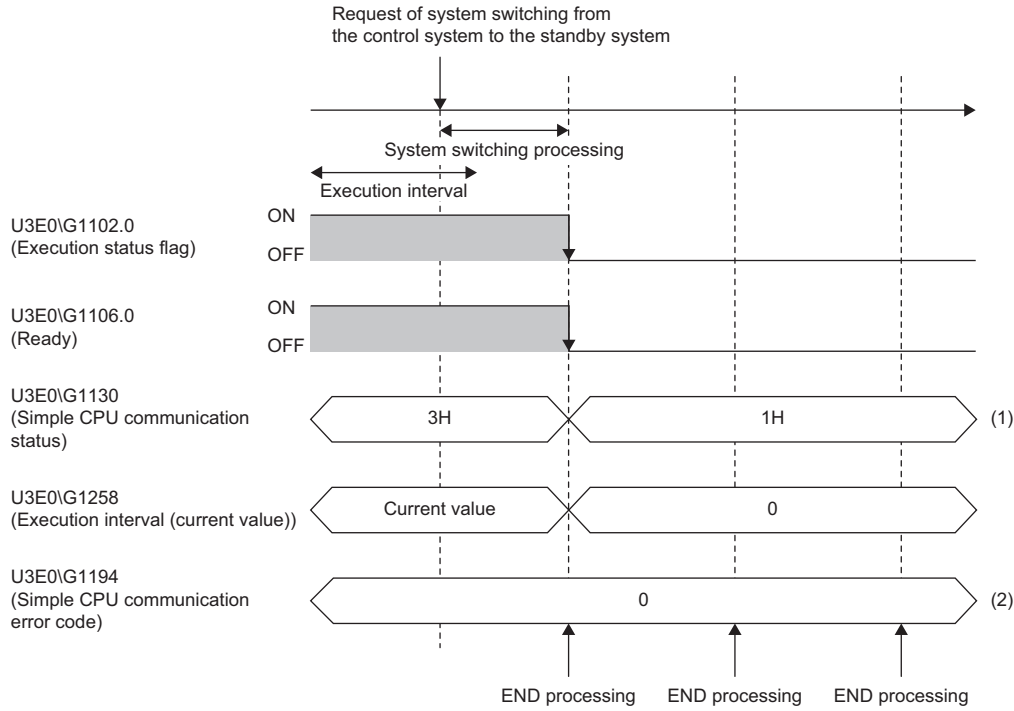 Request of system switching from
the control system to the standby system
System switching processing
Execution interval
U3E0\G1102.0
(Execution status flag)
ON
OFF
U3E0\G1106.0
(Ready)
ON
OFF
U3E0\G1130
(Simple CPU communication
status)
3H
1H
(1)
U3E0\G1258
(Execution interval (current value))
Current value
0
U3E0\G1194
(Simple CPU communication
error code)
0
(2)
END processing
END processing
END processing